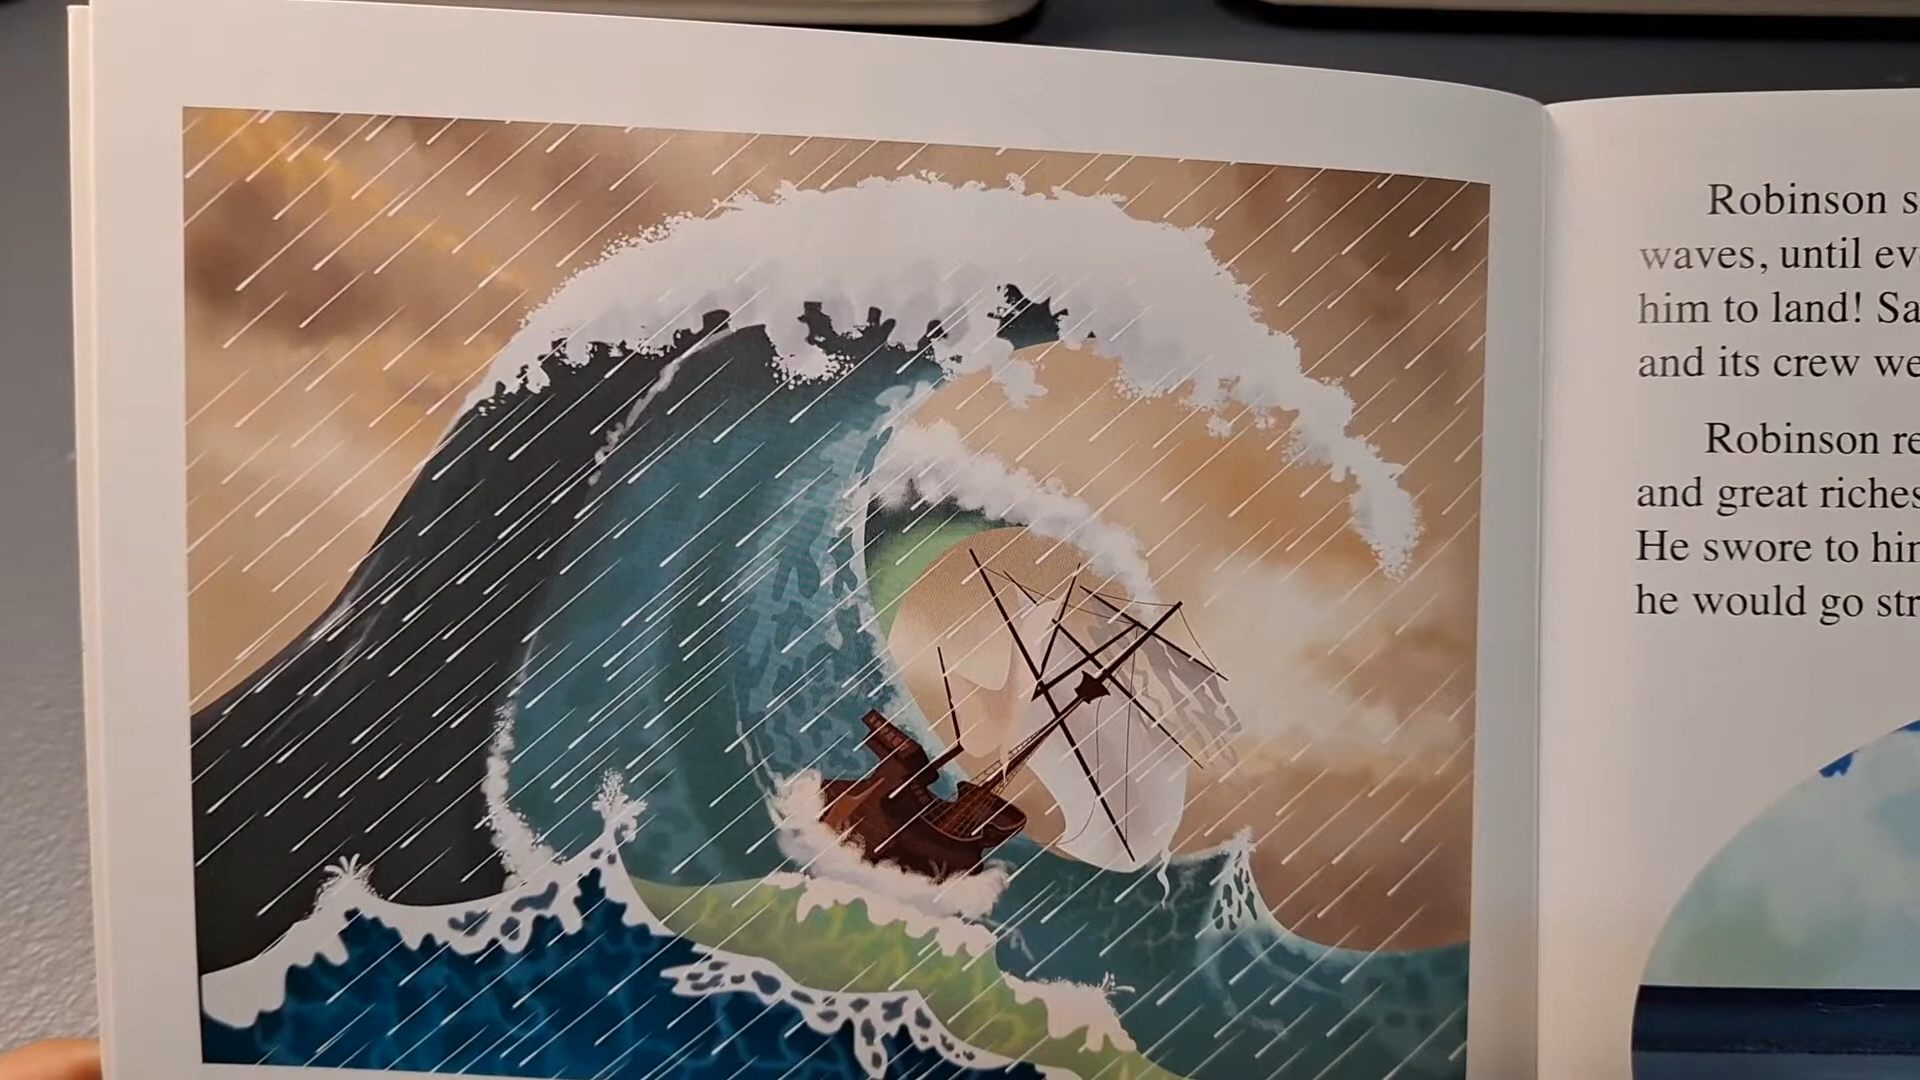 Robinson s
waves, until ev
him to land! Sa
and its crew we
Robinson re
and great riches
He swore to hi
he would go str